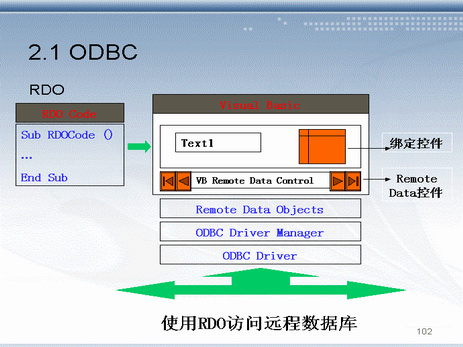 2.1 ODBC
RDO
RDO Code
Sub RDOCode ()
…
End Sub
Visual Basic
Text1
绑定控件
VB Remote Data Control
Remote
Data控件
Remote Data Objects
ODBC Driver Manager
ODBC Driver
使用RDO访问远程数据库
102